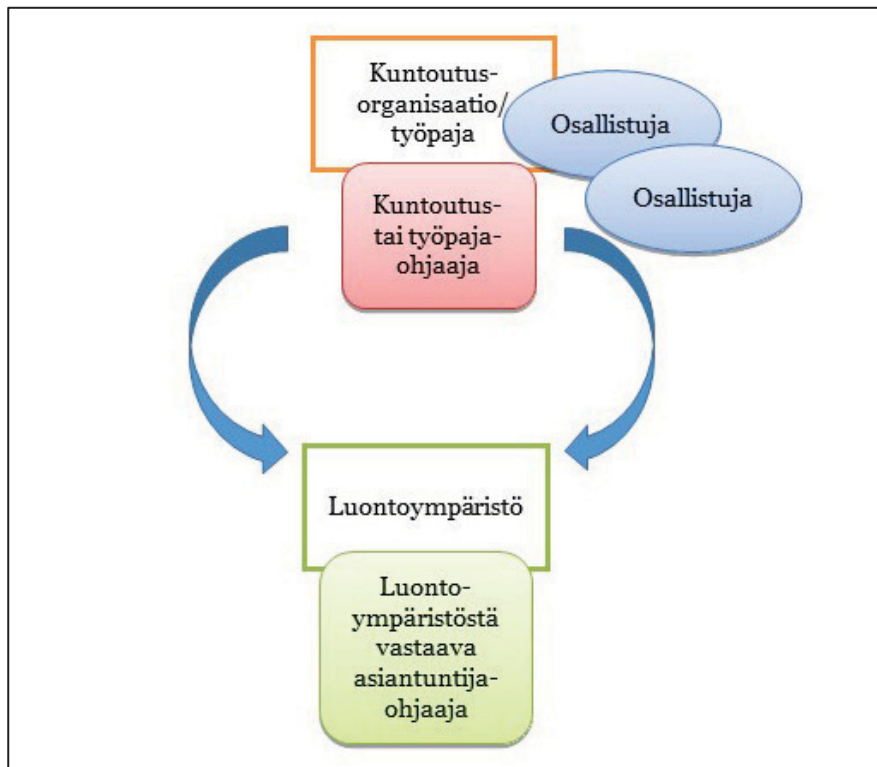 Kuntoutus-
organisaatio/
työpaja
Osallistuja
Osallistuja
Kuntoutus-
tai työpaja-
ohjaaja
Luontoympäristö
Luonto-
ympäristöstä
vastaava
asiantuntija-
ohjaaja